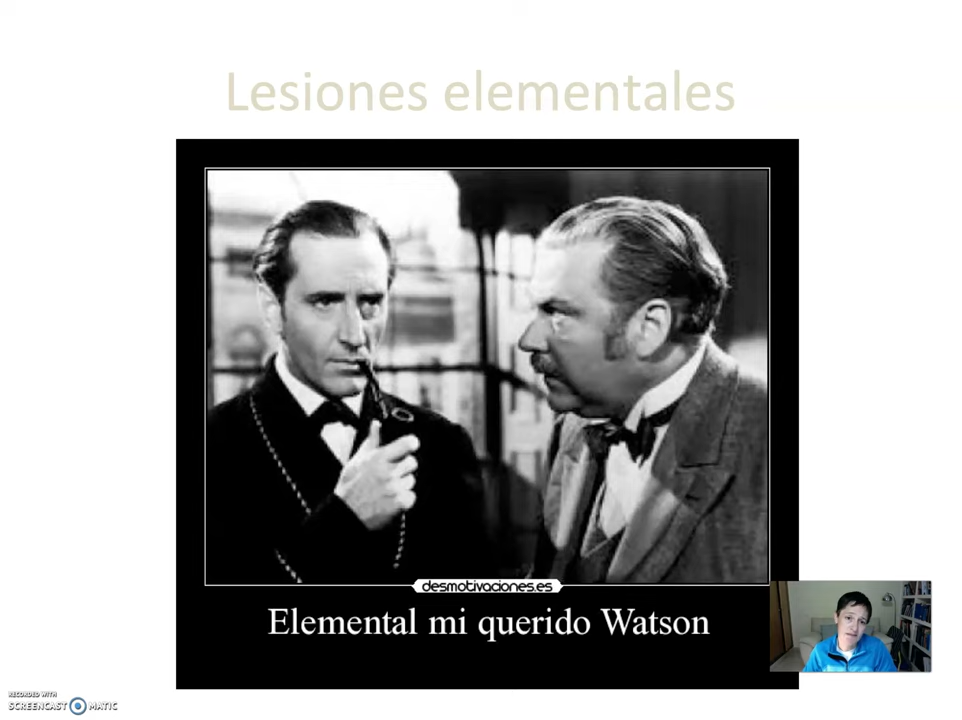 Lesiones elementales
desmotivaciones.es
Elemental mi querido Watson
RECORDED WITH
SCREENCAST MATIC